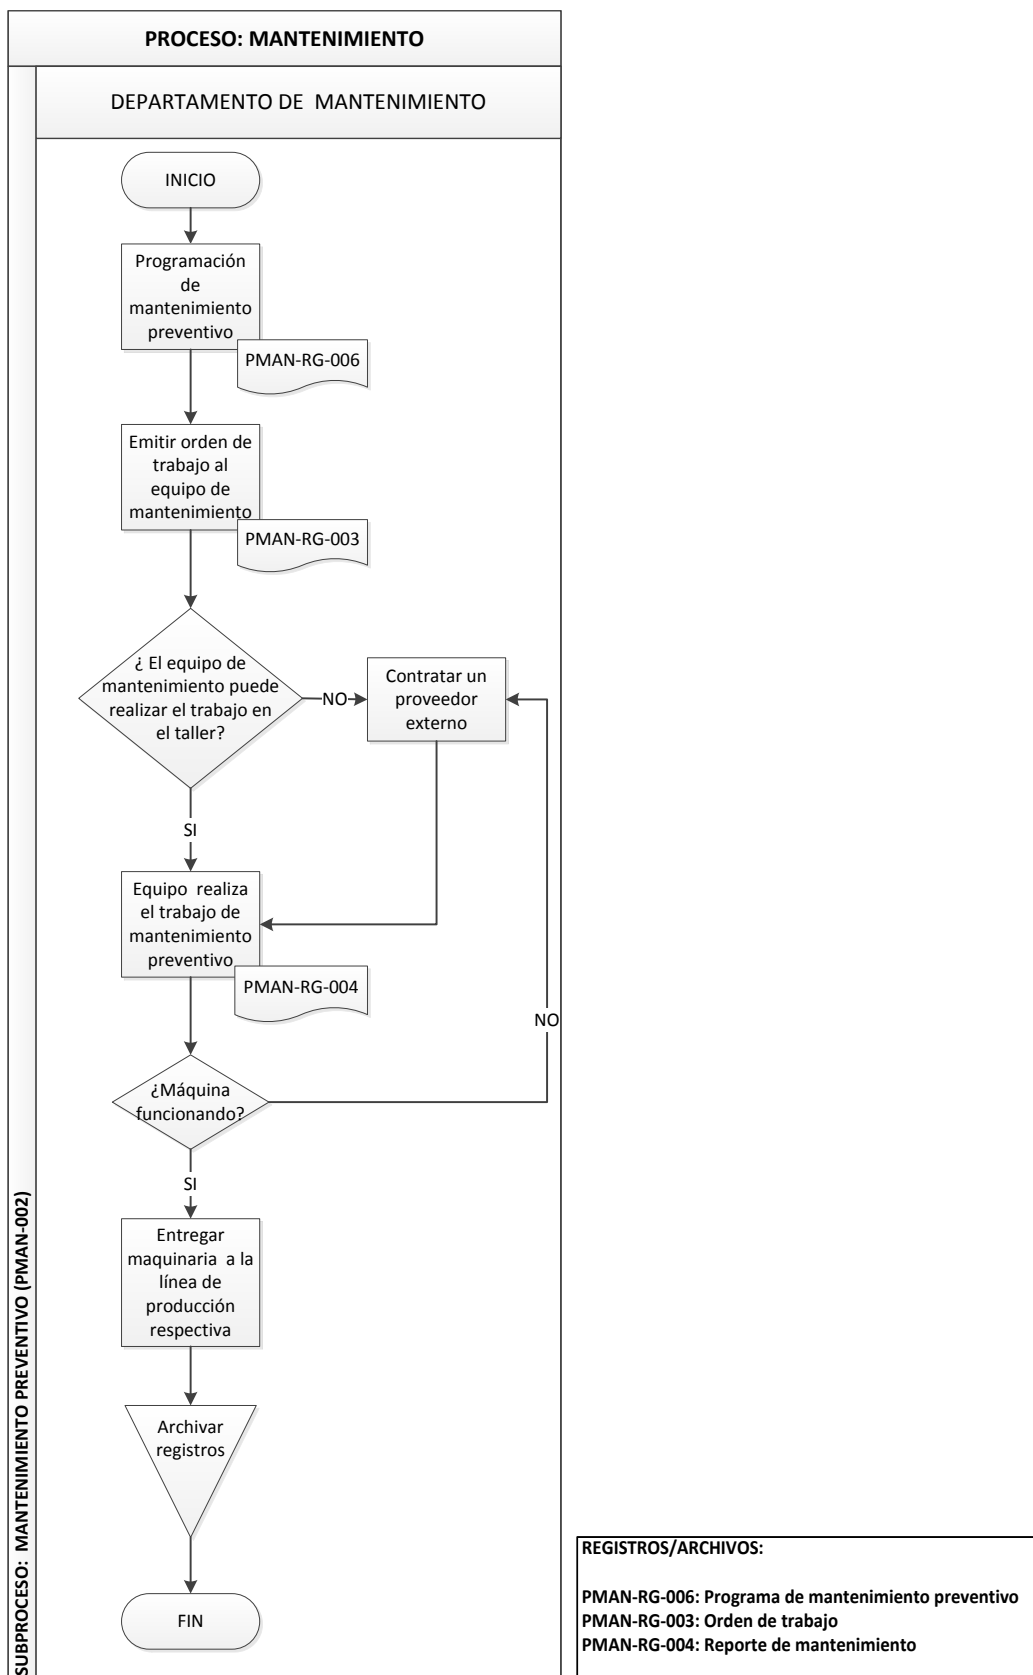 PROCESO: MANTENIMIENTO
SUBPROCESO: MANTENIMIENTO PREVENTIVO (PMAN-002)
DEPARTAMENTO DE MANTENIMIENTO
INICIO
Programación
de
mantenimiento
preventivo
PMAN-RG-006
Emitir orden de
trabajo al
equipo de
mantenimiento
PMAN-RG-003
¿ El equipo de
mantenimiento puede
realizar el trabajo en
el taller?
NO
Contratar un
proveedor
externo
SI
Equipo realiza
el trabajo de
mantenimiento
preventivo
PMAN-RG-004
NO
¿Máquina
funcionando?
SI
Entregar
maquinaria a la
línea de
producción
respectiva
Archivar
registros
FIN
REGISTROS/ARCHIVOS:
PMAN-RG-006: Programa de mantenimiento preventivo
PMAN-RG-003: Orden de trabajo
PMAN-RG-004: Reporte de mantenimiento